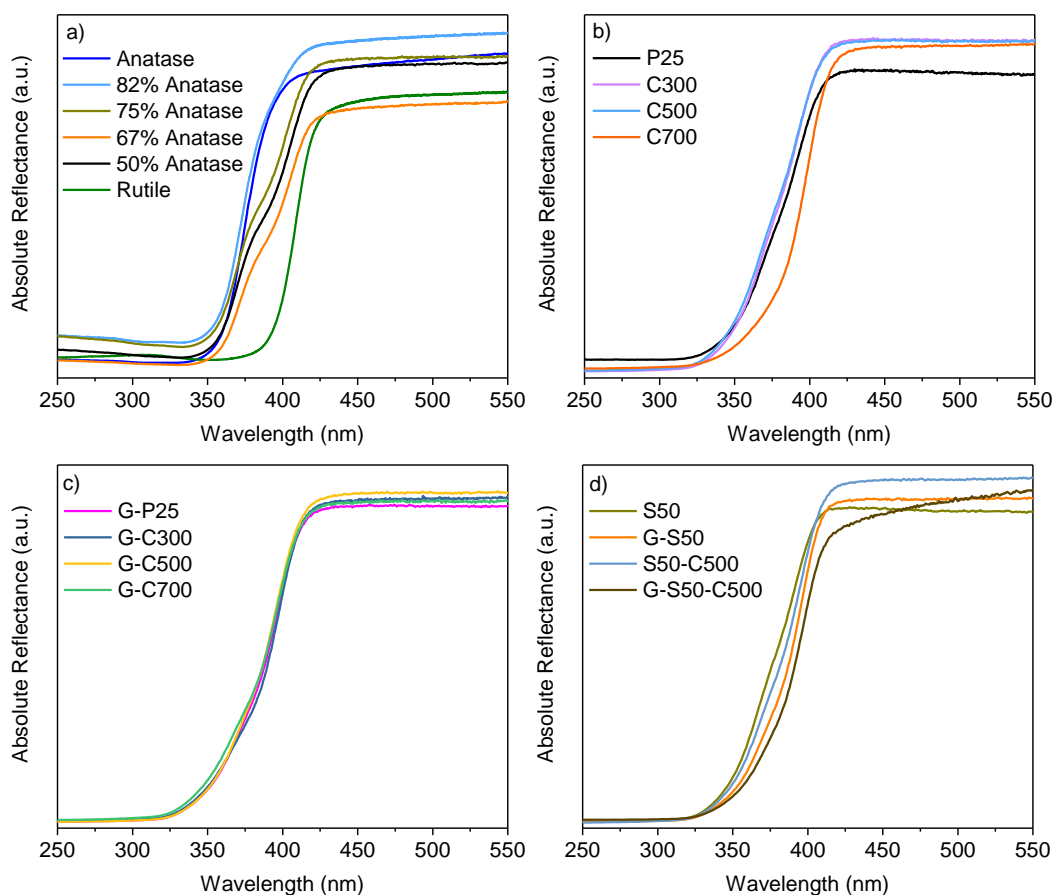 a)
Anatase
82% Anatase
75% Anatase
67% Anatase
50% Anatase
Rutile
Absolute Reflectance (a.u.)
250 300 350 400 450 500 550
Wavelength (nm)
b)
P25
C300
C500
C700
Absolute Reflectance (a.u.)
250 300 350 400 450 500 550
Wavelength (nm)
c)
G-P25
G-C300
G-C500
G-C700
Absolute Reflectance (a.u.)
250 300 350 400 450 500 550
Wavelength (nm)
d)
S50
G-S50
S50-C500
G-S50-C500
Absolute Reflectance (a.u.)
250 300 350 400 450 500 550
Wavelength (nm)